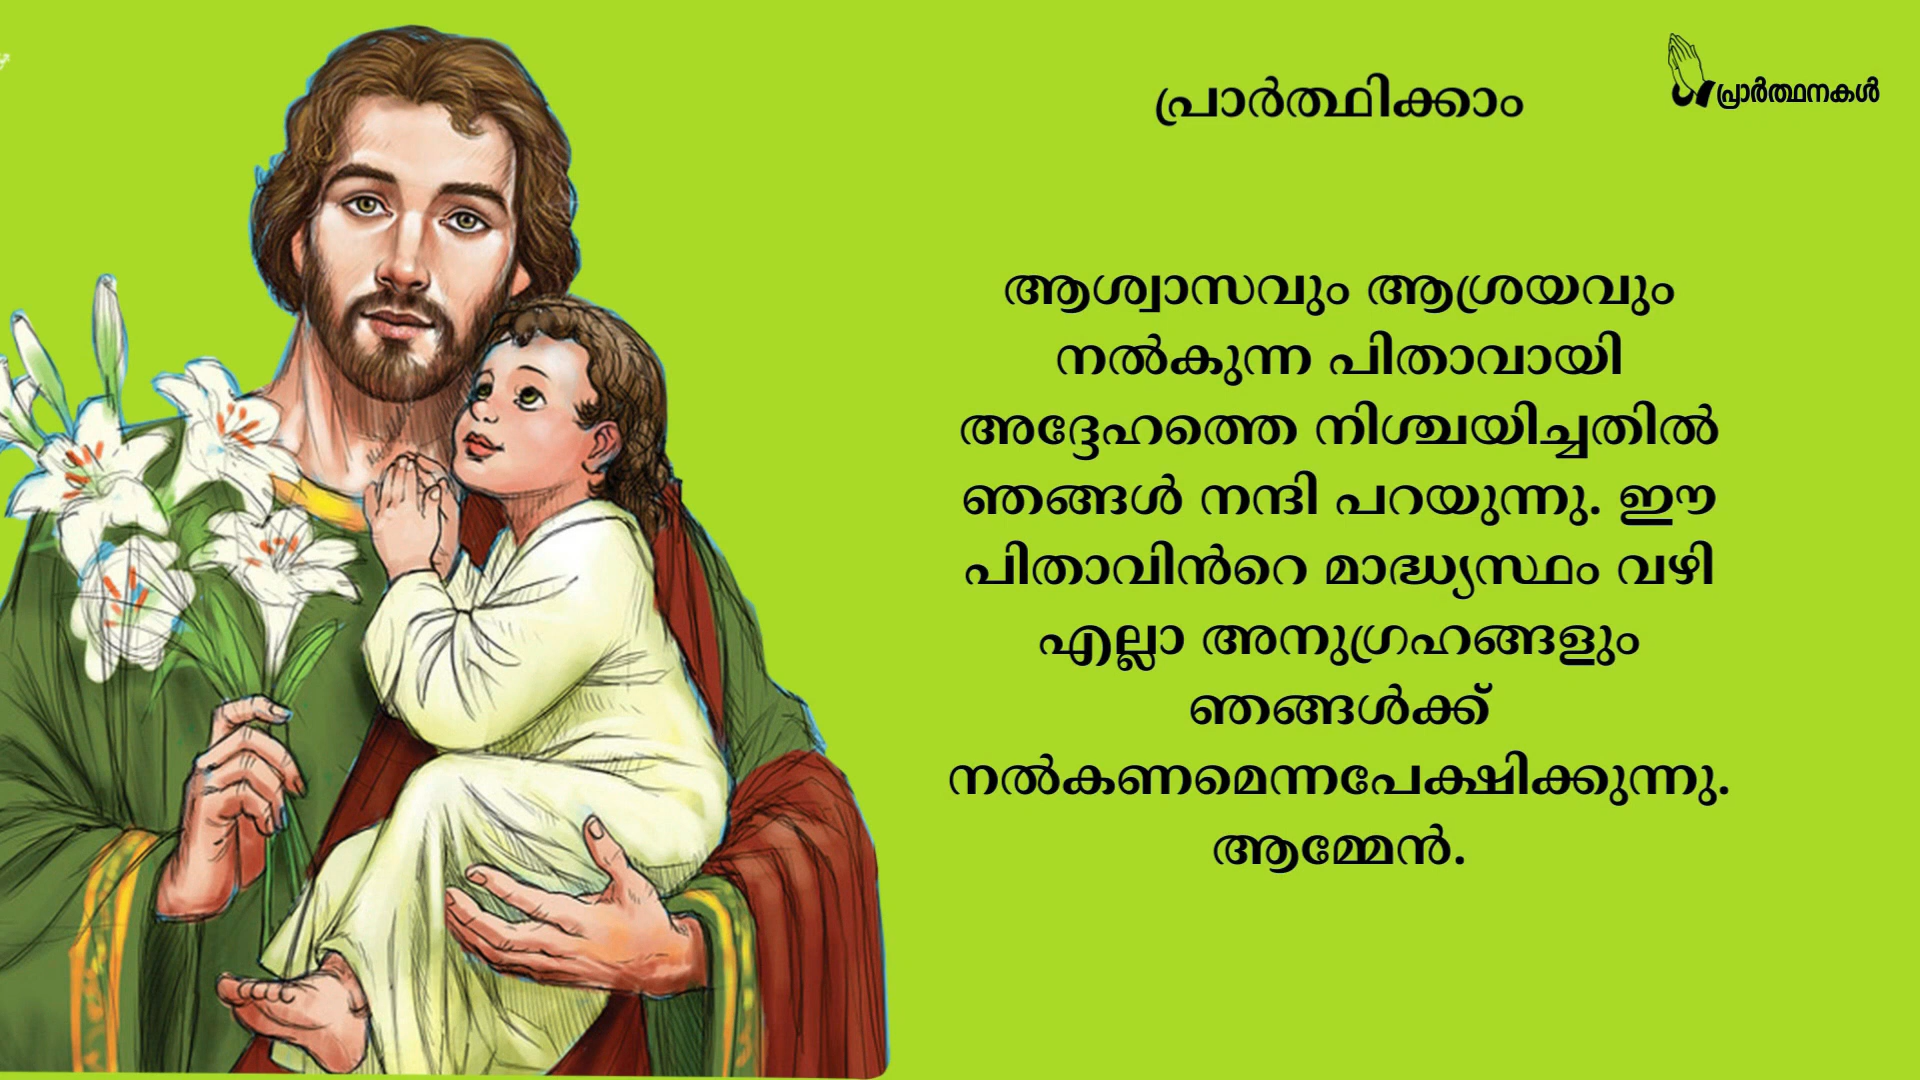 പ്രാർത്ഥിക്കാം
പ്രാർത്ഥനകൾ
ആശ്വാസവും ആശ്രയവും
നൽകുന്ന പിതാവായി
അദ്ദേഹത്തെ നിശ്ചയിച്ചതിൽ
ഞങ്ങൾ നന്ദി പറയുന്നു. ഈ
പിതാവിൻറെ മാദ്ധ്യസ്ഥം വഴി
എല്ലാ അനുഗ്രഹങ്ങളും
ഞങ്ങൾക്ക്
നൽകണമെന്നപേക്ഷിക്കുന്നു.
ആമ്മേൻ.